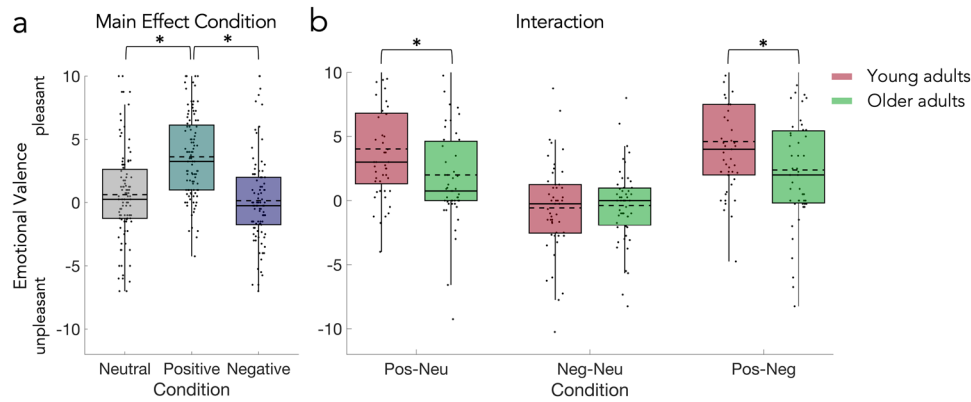 a
Main Effect Condition
*
*
Emotional Valence
pleasant
unpleasant
10
5
0
-5
-10
Neutral Positive Negative
Condition
b
Interaction
*
*
Young adults
Older adults
10
5
0
-5
-10
Pos-Neu Neg-Neu Pos-Neg
Condition